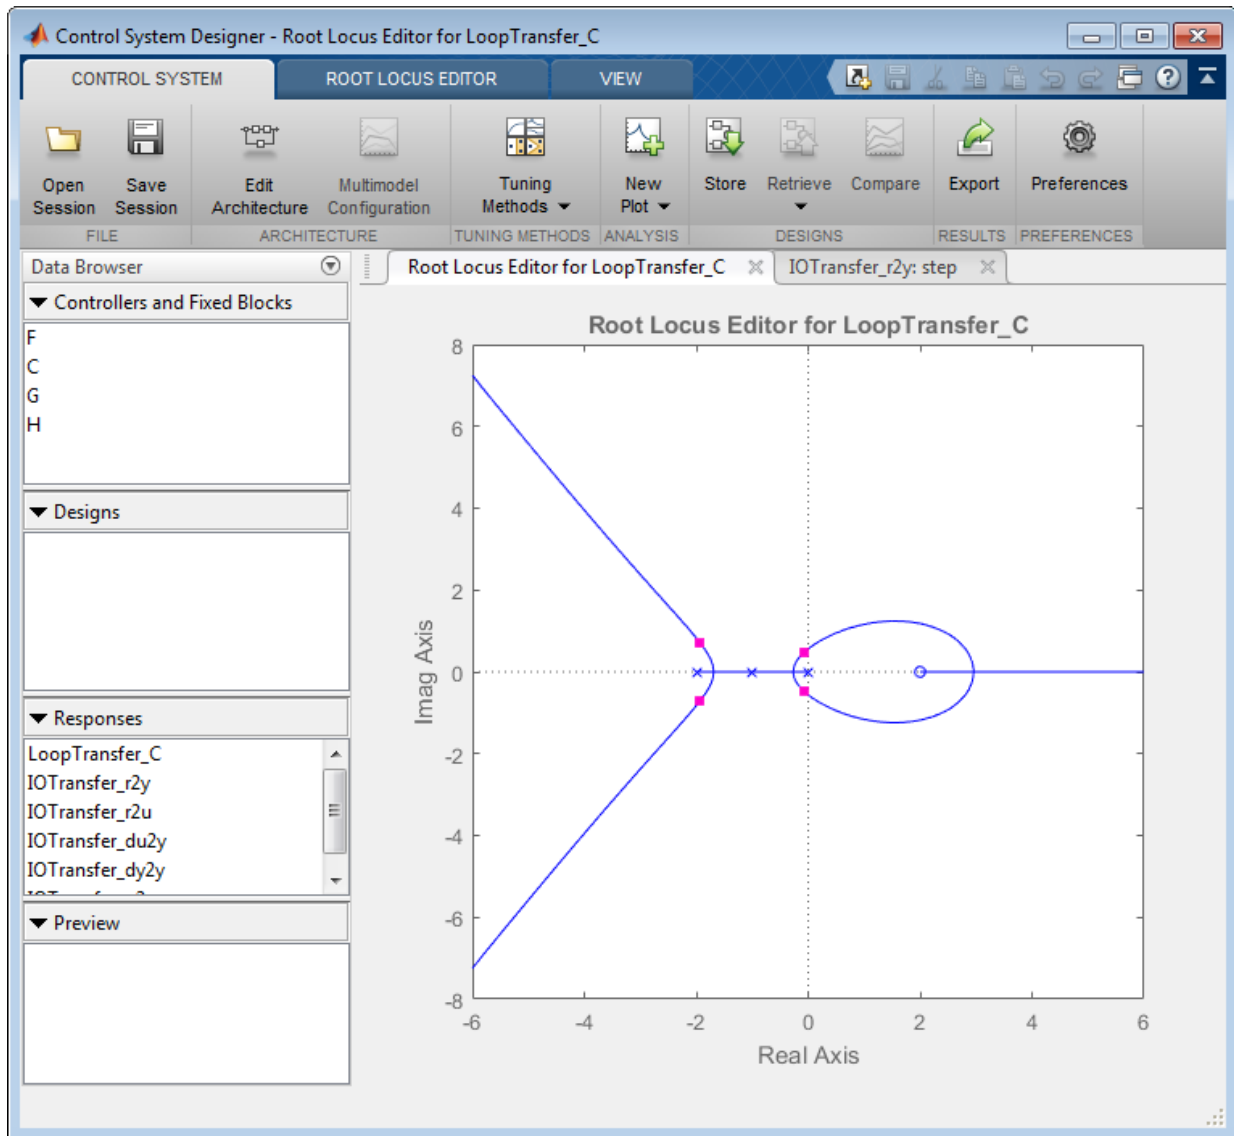 Control System Designer - Root Locus Editor for LoopTransfer_C
CONTROL SYSTEM
ROOT LOCUS EDITOR
VIEW
Open Session
Save Session
Edit Architecture
Multimodel Configuration
Tuning Methods
New Plot
Store
Retrieve
Compare
Export
Preferences
FILE
ARCHITECTURE
TUNING METHODS
ANALYSIS
DESIGNS
RESULTS
PREFERENCES
Data Browser
Controllers and Fixed Blocks
F
C
G
H
Designs
Responses
LoopTransfer_C
IOTransfer_r2y
IOTransfer_r2u
IOTransfer_du2y
IOTransfer_dy2y
Preview
Root Locus Editor for LoopTransfer_C
IOTransfer_r2y: step
Root Locus Editor for LoopTransfer_C
Imag Axis
8
6
4
2
0
-2
-4
-6
-8
-6
-4
-2
0
2
4
6
Real Axis